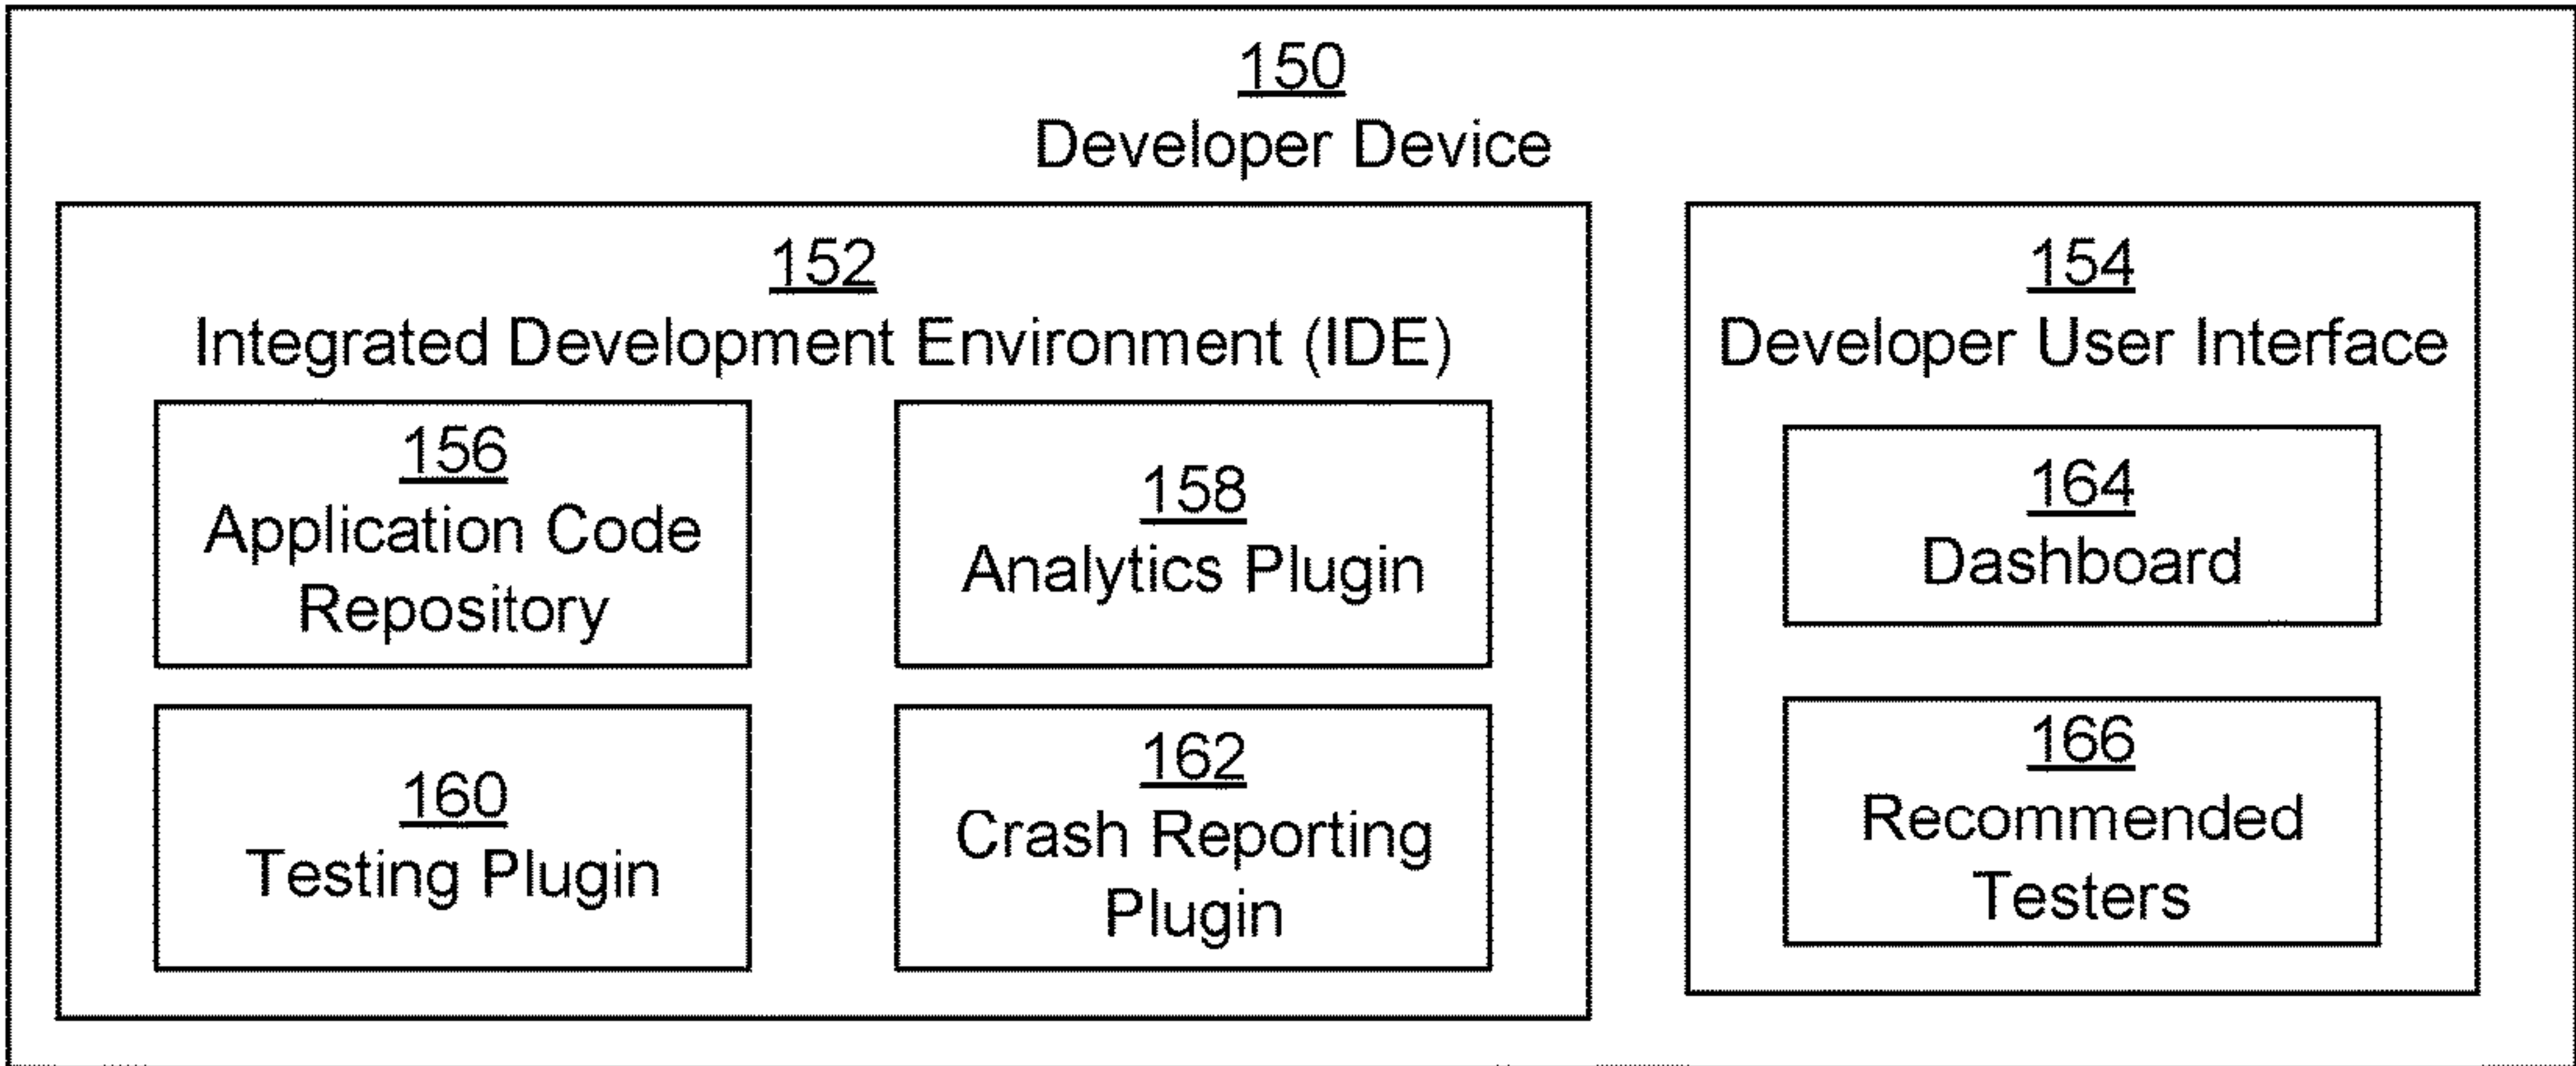 150
Developer Device
152
Integrated Development Environment (IDE)
156
Application Code
Repository
158
Analytics Plugin
160
Testing Plugin
162
Crash Reporting
Plugin
154
Developer User Interface
164
Dashboard
166
Recommended
Testers